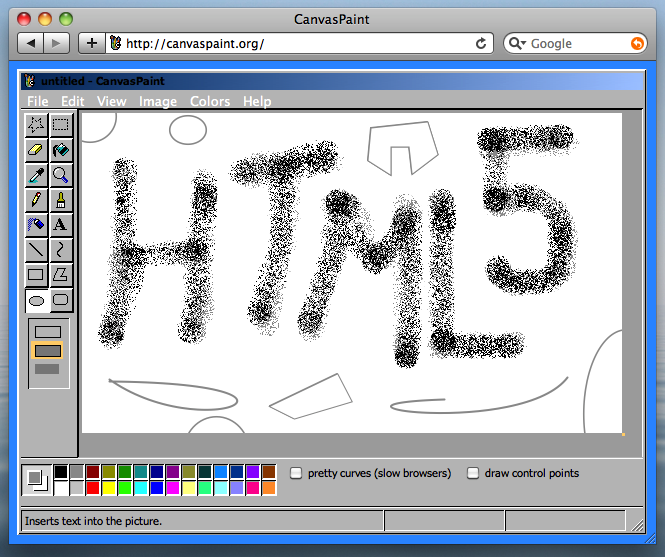 CanvasPaint
http://canvaspaint.org/
Google
untitled - CanvasPaint
File Edit View Image Colors Help
A
HTML5
pretty curves (slow browsers)
draw control points
Inserts text into the picture.